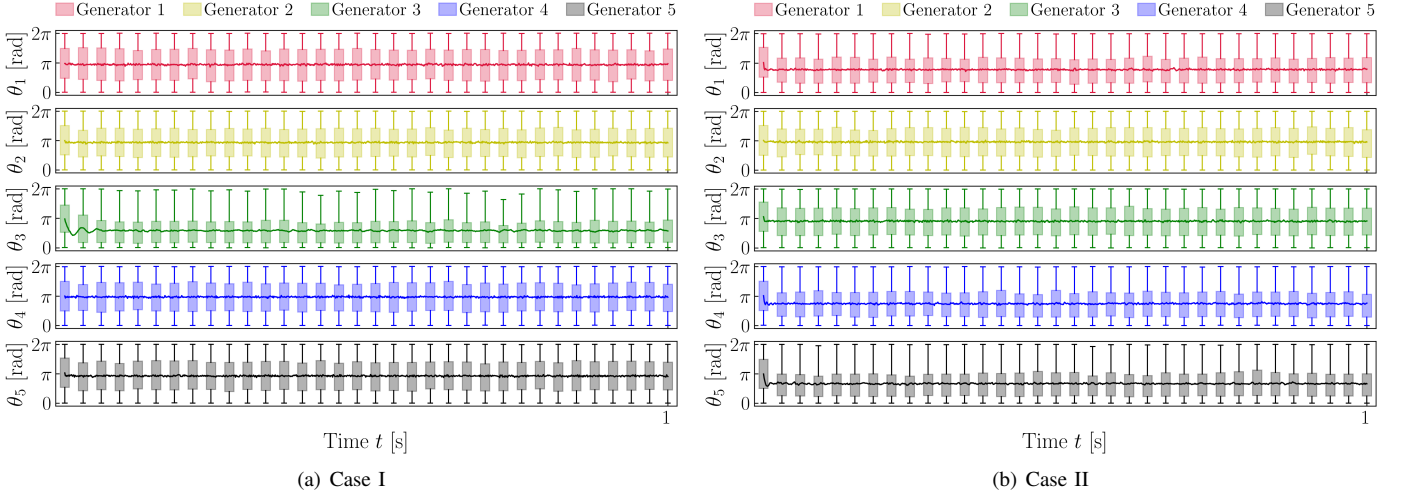 Generator 1 Generator 2 Generator 3 Generator 4 Generator 5
2π
π
0
θ₁ [rad]
2π
π
0
θ₂ [rad]
2π
π
0
θ₃ [rad]
2π
π
0
θ₄ [rad]
2π
π
0
θ₅ [rad]
1
Time t [s]
(a) Case I
Generator 1 Generator 2 Generator 3 Generator 4 Generator 5
2π
π
0
θ₁ [rad]
2π
π
0
θ₂ [rad]
2π
π
0
θ₃ [rad]
2π
π
0
θ₄ [rad]
2π
π
0
θ₅ [rad]
1
Time t [s]
(b) Case II